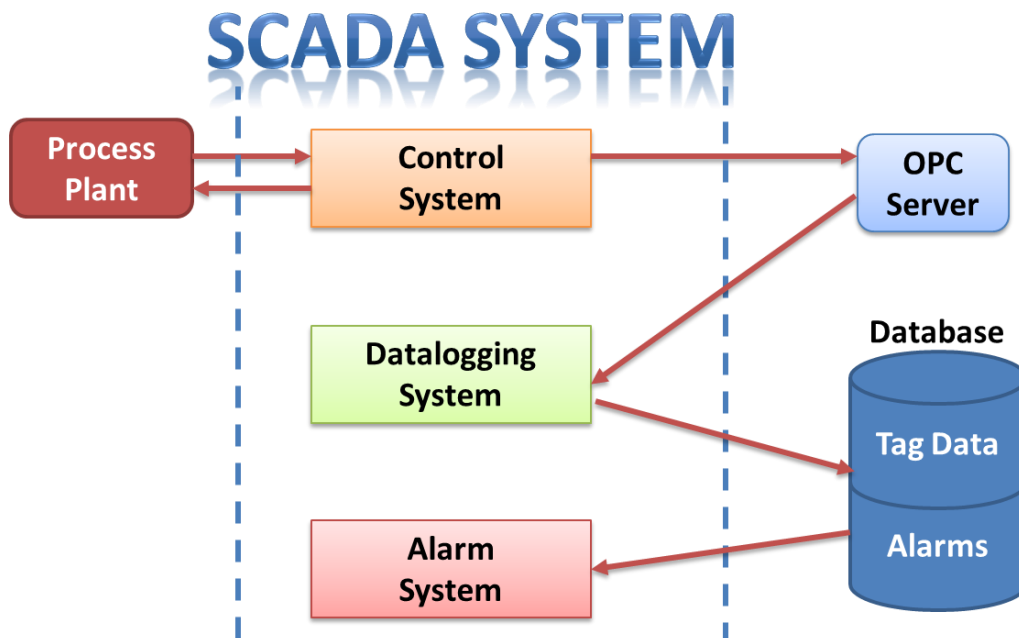 SCADA SYSTEM
Process
Plant
Control
System
OPC
Server
Datalogging
System
Database
Tag Data
Alarm
System
Alarms